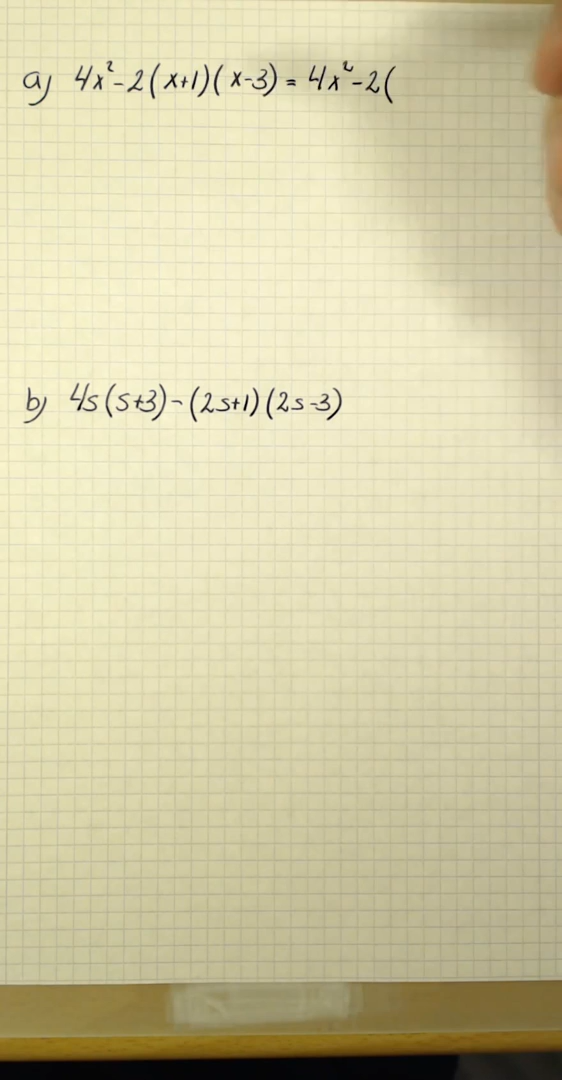 a) 4x²-2(x+1)(x-3) = 4x²-2(
b) 4s(s+3)-(2s+1)(2s-3)